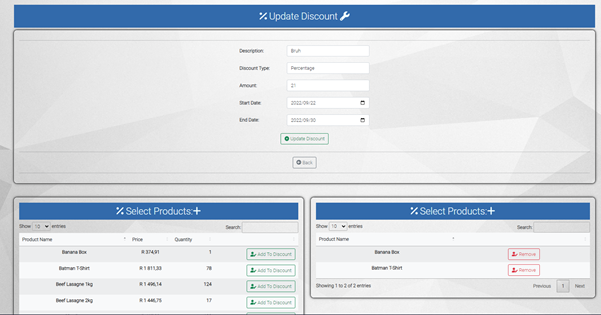 Update Discount
Description: Bruh
Discount Type: Percentage
Amount: 21
Start Date: 2022/09/22
End Date: 2022/09/30
Update Discount
Back
Select Products:
Show 10 entries Search:
Product Name Price Quantity
Banana Box R 374,91 1 Add To Discount
Batman T-Shirt R 1 811,33 78 Add To Discount
Beef Lasagne 1kg R 1 496,14 124 Add To Discount
Beef Lasagne 2kg R 1 446,75 17 Add To Discount
Select Products:
Show 10 entries Search:
Product Name
Banana Box Remove
Batman T-Shirt Remove
Showing 1 to 2 of 2 entries Previous 1 Next